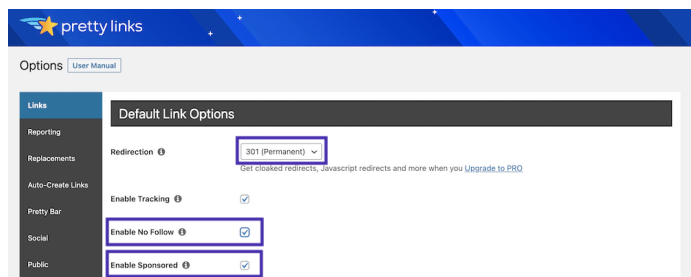 pretty links
Options User Manual
Links
Default Link Options
Reporting
Redirection 301 (Permanent)
Replacements
Get cloaked redirects, Javascript redirects and more when you Upgrade to PRO
Auto-Create Links
Enable Tracking
Pretty Bar
Enable No Follow
Social
Public
Enable Sponsored